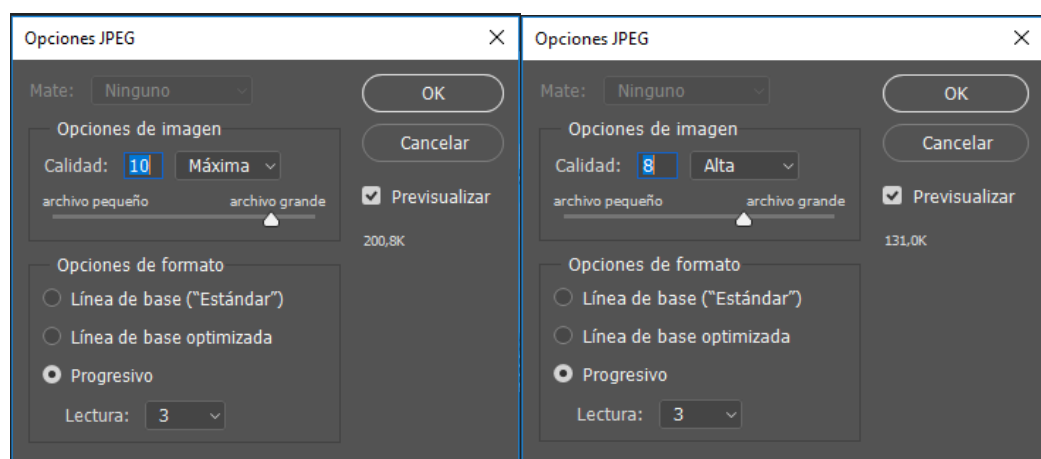 Opciones JPEG
Mate: Ninguno
OK
Opciones de imagen
Cancelar
Calidad: 10 Máxima
archivo pequeño archivo grande
Previsualizar
200,8K
Opciones de formato
Línea de base ("Estándar")
Línea de base optimizada
Progresivo
Lectura: 3
Opciones JPEG
Mate: Ninguno
OK
Opciones de imagen
Cancelar
Calidad: 8 Alta
archivo pequeño archivo grande
Previsualizar
131,0K
Opciones de formato
Línea de base ("Estándar")
Línea de base optimizada
Progresivo
Lectura: 3